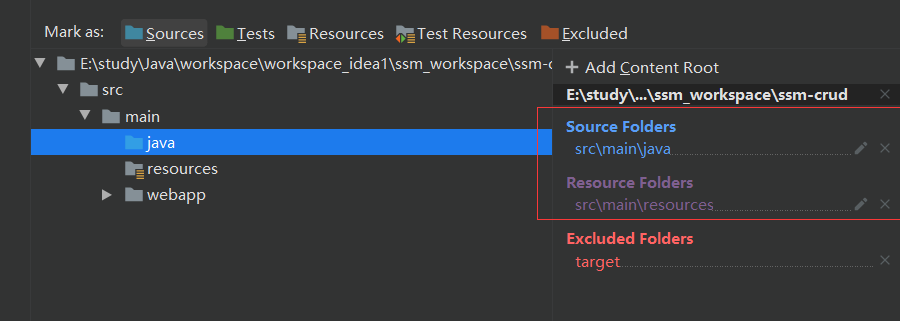 Mark as: Sources Tests Resources Test Resources Excluded
E:\study\Java\workspace\workspace_idea1\ssm_workspace\ssm-c
src
main
java
resources
webapp
+ Add Content Root
E:\study\...\ssm_workspace\ssm-crud
Source Folders
src\main\java
Resource Folders
src\main\resources
Excluded Folders
target